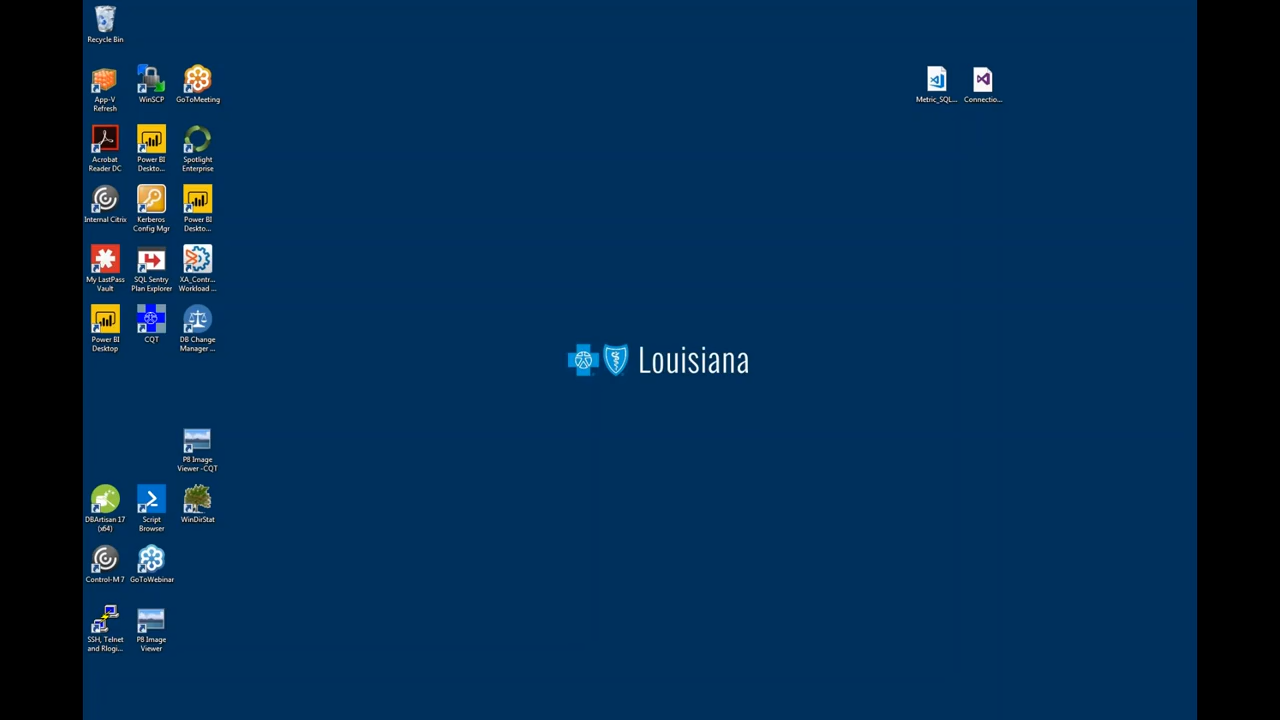 Recycle Bin
App-V
Refresh
WinSCP
GoToMeeting
Metric_SQL...
Connectio...
Acrobat
Reader DC
Power BI
Deskto...
Spotlight
Enterprise
Internal Citrix
Kerberos
Config Mgr
Power BI
Deskto...
My LastPass
Vault
SQL Sentry
Plan Explorer
XA_Contr...
Workload ...
Power BI
Desktop
CQT
DB Change
Manager ...
Louisiana
P8 Image
Viewer -CQT
DBArtisan 17
(x64)
Script
Browser
WinDirStat
Control-M 7
GoToWebinar
SSH, Telnet
and Rlogi...
P8 Image
Viewer